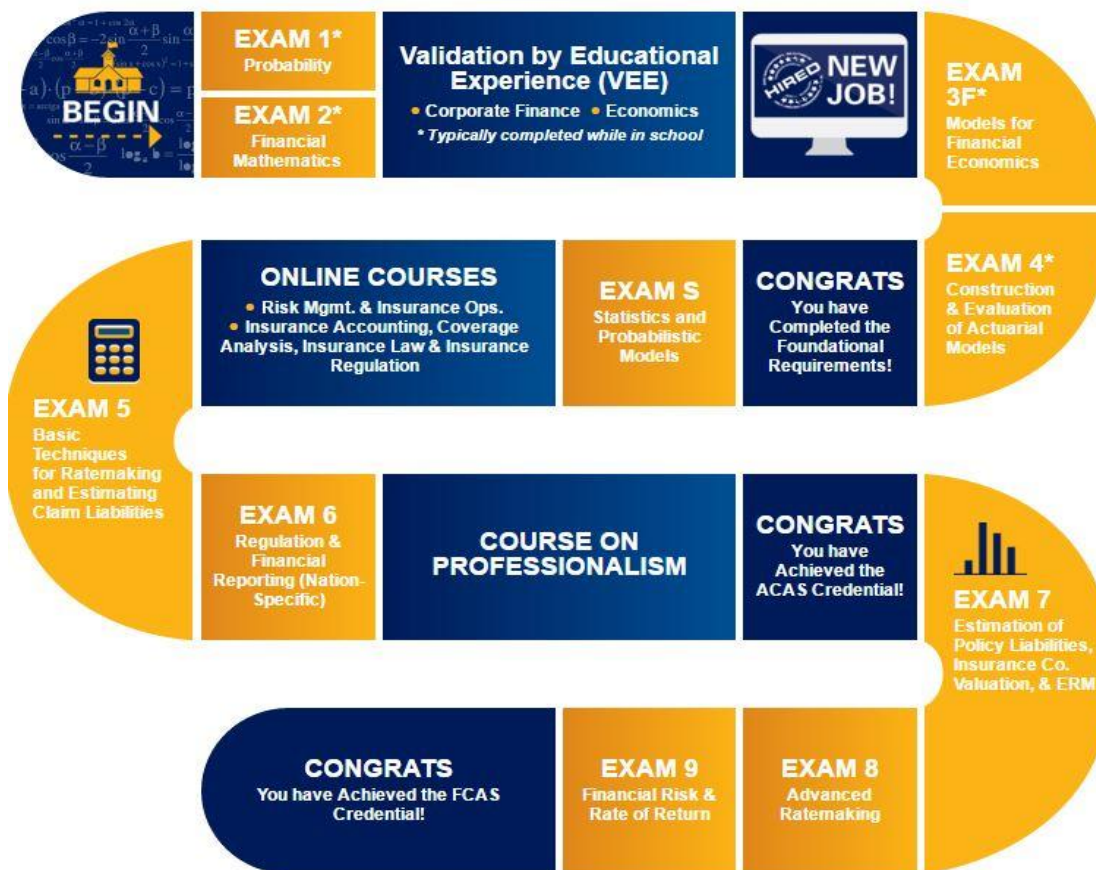 BEGIN
EXAM 1*
Probability
EXAM 2*
Financial
Mathematics
Validation by Educational
Experience (VEE)
• Corporate Finance • Economics
* Typically completed while in school
HIRED
NEW
JOB!
EXAM
3F*
Models for
Financial
Economics
EXAM 4*
Construction
& Evaluation
of Actuarial
Models
CONGRATS
You have
Completed the
Foundational
Requirements!
EXAM S
Statistics and
Probabilistic
Models
ONLINE COURSES
• Risk Mgmt. & Insurance Ops.
• Insurance Accounting, Coverage
Analysis, Insurance Law & Insurance
Regulation
EXAM 5
Basic
Techniques
for Ratemaking
and Estimating
Claim Liabilities
EXAM 6
Regulation &
Financial
Reporting (Nation-
Specific)
COURSE ON
PROFESSIONALISM
CONGRATS
You have
Achieved the
ACAS Credential!
EXAM 7
Estimation of
Policy Liabilities,
Insurance Co.
Valuation, & ERM
EXAM 8
Advanced
Ratemaking
EXAM 9
Financial Risk &
Rate of Return
CONGRATS
You have Achieved the FCAS
Credential!